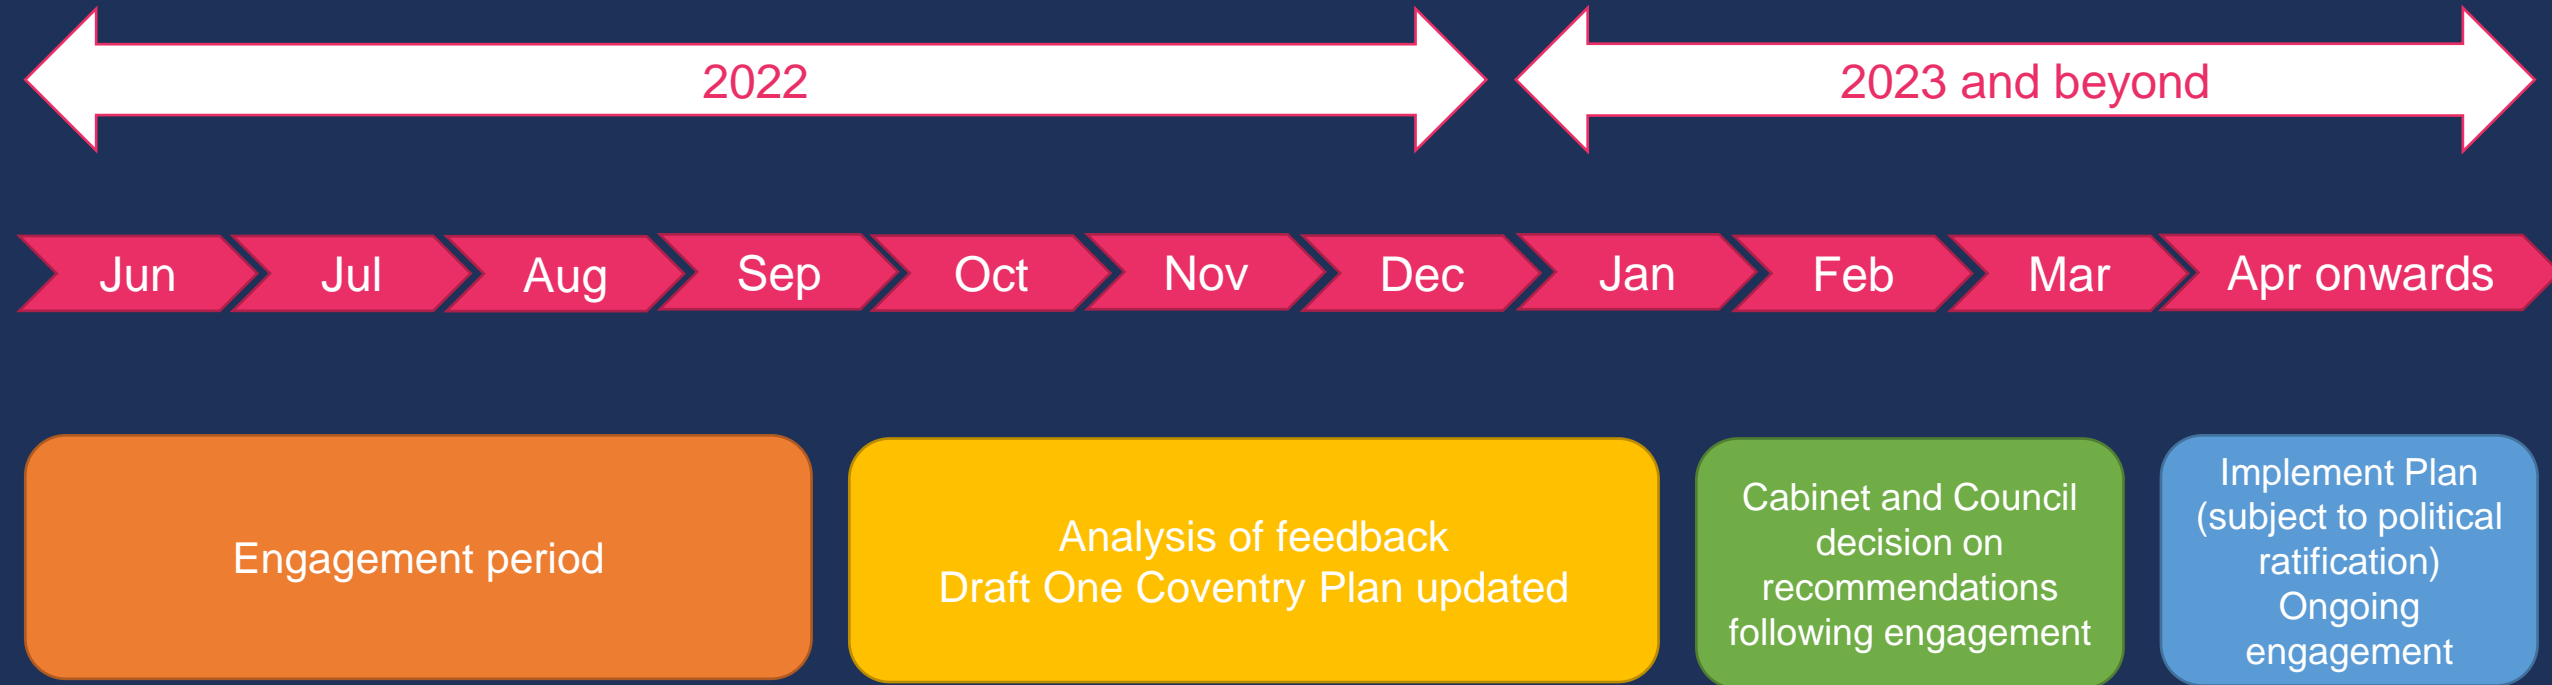 2022
2023 and beyond
Jun
Jul
Aug
Sep
Oct
Nov
Dec
Jan
Feb
Mar
Apr onwards
Engagement period
Analysis of feedback
Draft One Coventry Plan updated
Cabinet and Council
decision on
recommendations
following engagement
Implement Plan
(subject to political
ratification)
Ongoing
engagement